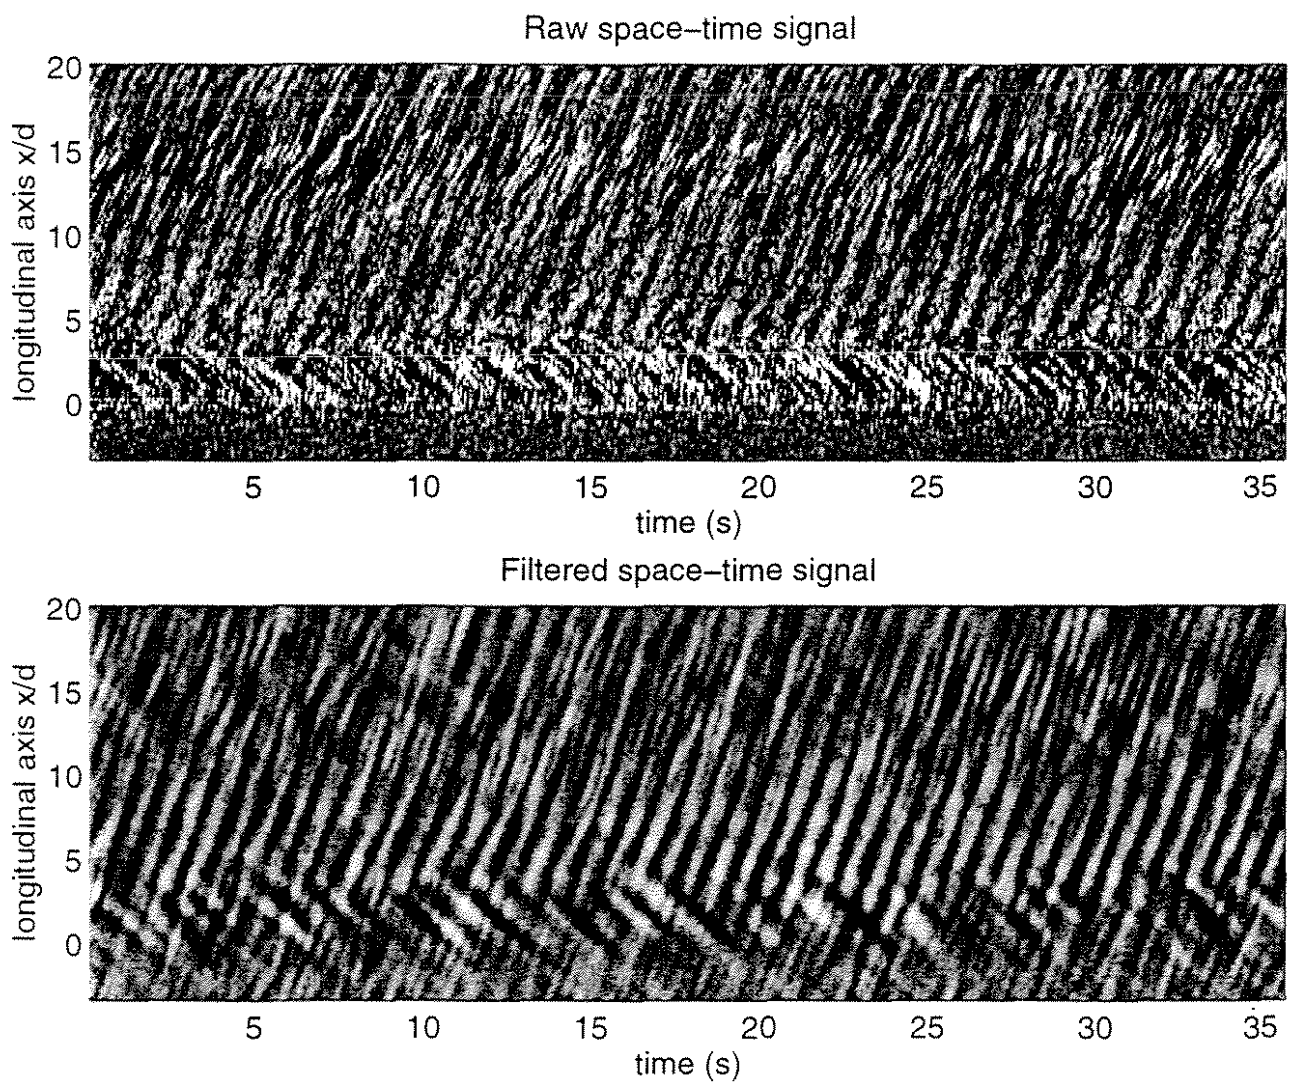 Raw space–time signal
20
15
10
5
0
longitudinal axis x/d
5 10 15 20 25 30 35
time (s)
Filtered space–time signal
20
15
10
5
0
longitudinal axis x/d
5 10 15 20 25 30 35
time (s)